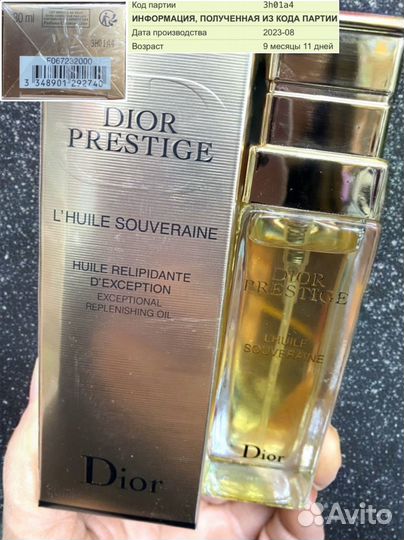 Код партии 3h01a4
ИНФОРМАЦИЯ, ПОЛУЧЕННАЯ ИЗ КОДА ПАРТИИ
Дата производства 2023-08
Возраст 9 месяцы 11 дней
30 ml
3H01A4
F067232000
3 348901 292740
DIOR
PRESTIGE
L'HUILE SOUVERAINE
HUILE RELIPIDANTE
D'EXCEPTION
EXCEPTIONAL
REPLENISHING OIL
Dior
DIOR
PRESTIGE
L'HUILE
SOUVERAINE
Dior
Avito